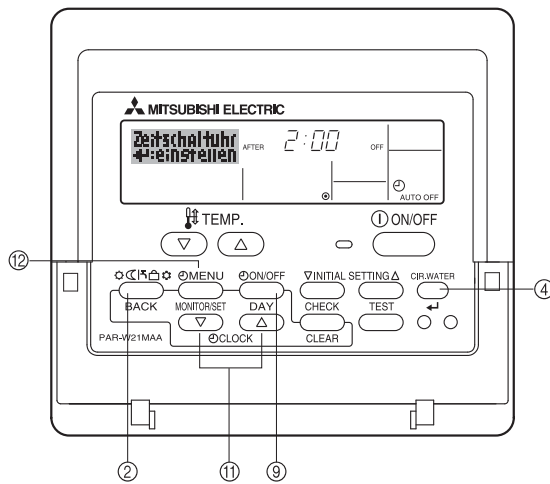 MITSUBISHI ELECTRIC
Zeitschaltuhr
↵:einstellen
AFTER 2:00 OFF
AUTO OFF
TEMP.
ON/OFF
⑫
MENU ON/OFF ▽INITIAL SETTING△ CIR.WATER
④
BACK MONITOR/SET DAY CHECK TEST ↵
▽ △
PAR-W21MAA CLOCK CLEAR
② ⑪ ⑨